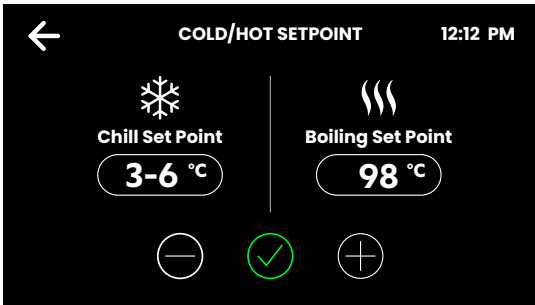 COLD/HOT SETPOINT
12:12 PM
Chill Set Point
Boiling Set Point
3-6 °C
98 °C